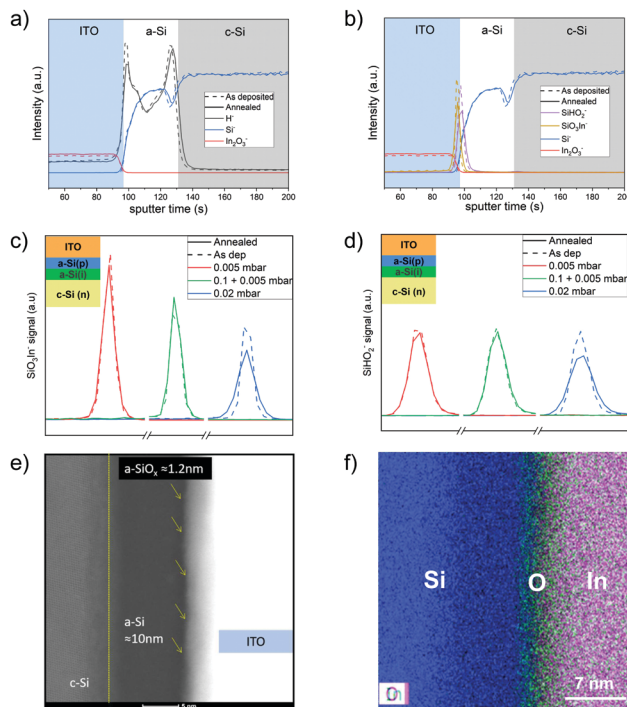 a)
ITO
a-Si
c-Si
Intensity (a.u.)
As deposited
Annealed
H⁻
Si⁻
In₂O₃⁻
60 80 100 120 140 160 180 200
sputter time (s)
b)
ITO
a-Si
c-Si
Intensity (a.u.)
As deposited
Annealed
SiHO₂⁻
SiO₃In⁻
Si⁻
In₂O₃⁻
60 80 100 120 140 160 180 200
sputter time (s)
c)
ITO
a-Si(p)
a-Si(i)
c-Si (n)
Annealed
As dep
0.005 mbar
0.1 + 0.005 mbar
0.02 mbar
SiO₃In⁻ signal (a.u)
d)
ITO
a-Si(p)
a-Si(i)
c-Si (n)
Annealed
As dep
0.005 mbar
0.1 + 0.005 mbar
0.02 mbar
SiHO₂⁻ signal (a.u.)
e)
a-SiOₓ ≈1.2nm
a-Si
≈10nm
ITO
c-Si
5 nm
f)
Si
O
In
7 nm